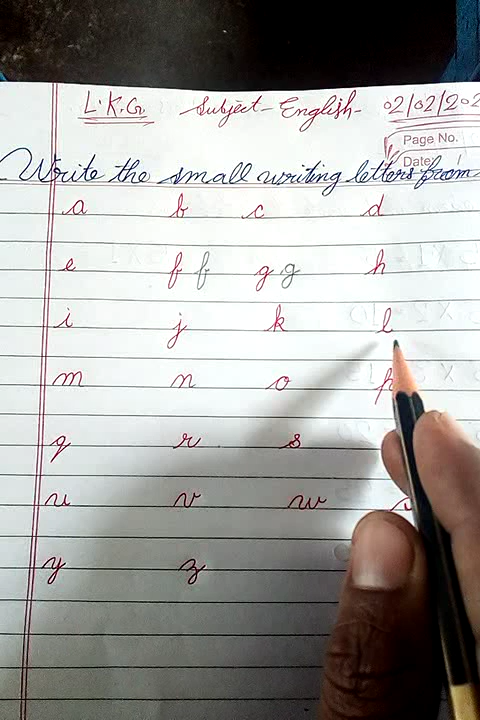 L.K.G. Subject - English - 02/02/202
Page No.
Date: /
Write the small writing letters from
a b c d
e f f g g h
i j k l
m n o p
q r s
u v w
y z